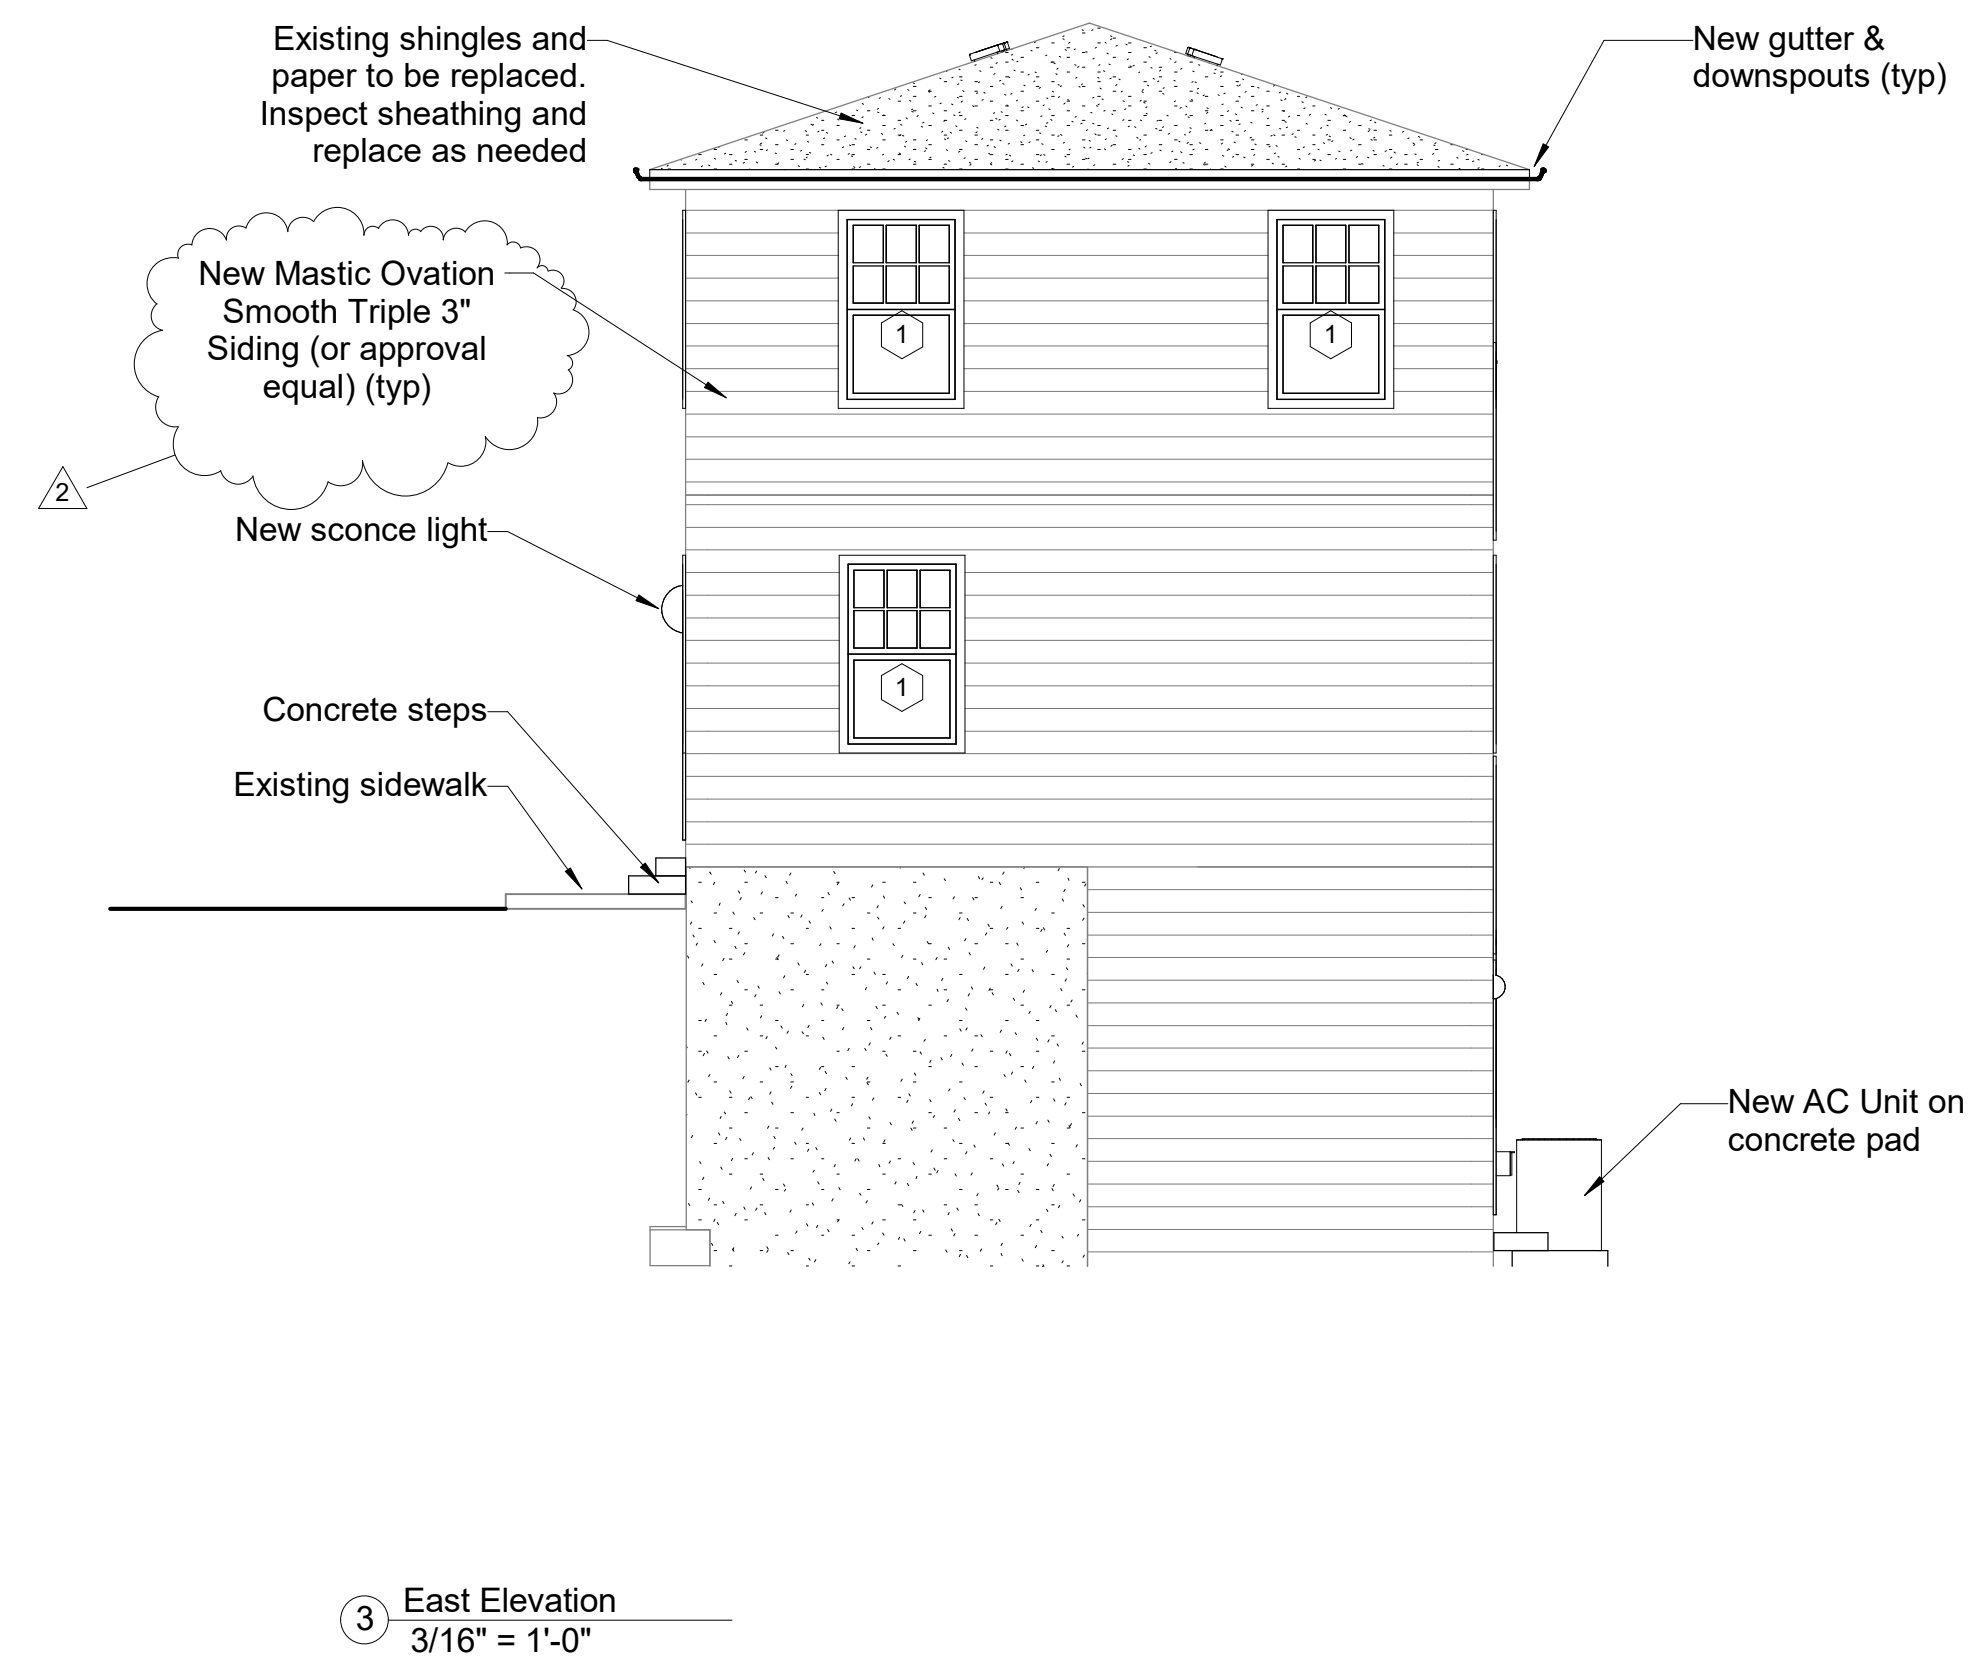 Existing shingles and
paper to be replaced.
Inspect sheathing and
replace as needed
New gutter &
downspouts (typ)
New Mastic Ovation
Smooth Triple 3"
Siding (or approval
equal) (typ)
1
1
2
New sconce light
1
Concrete steps
Existing sidewalk
New AC Unit on
concrete pad
3
East Elevation
3/16" = 1'-0"